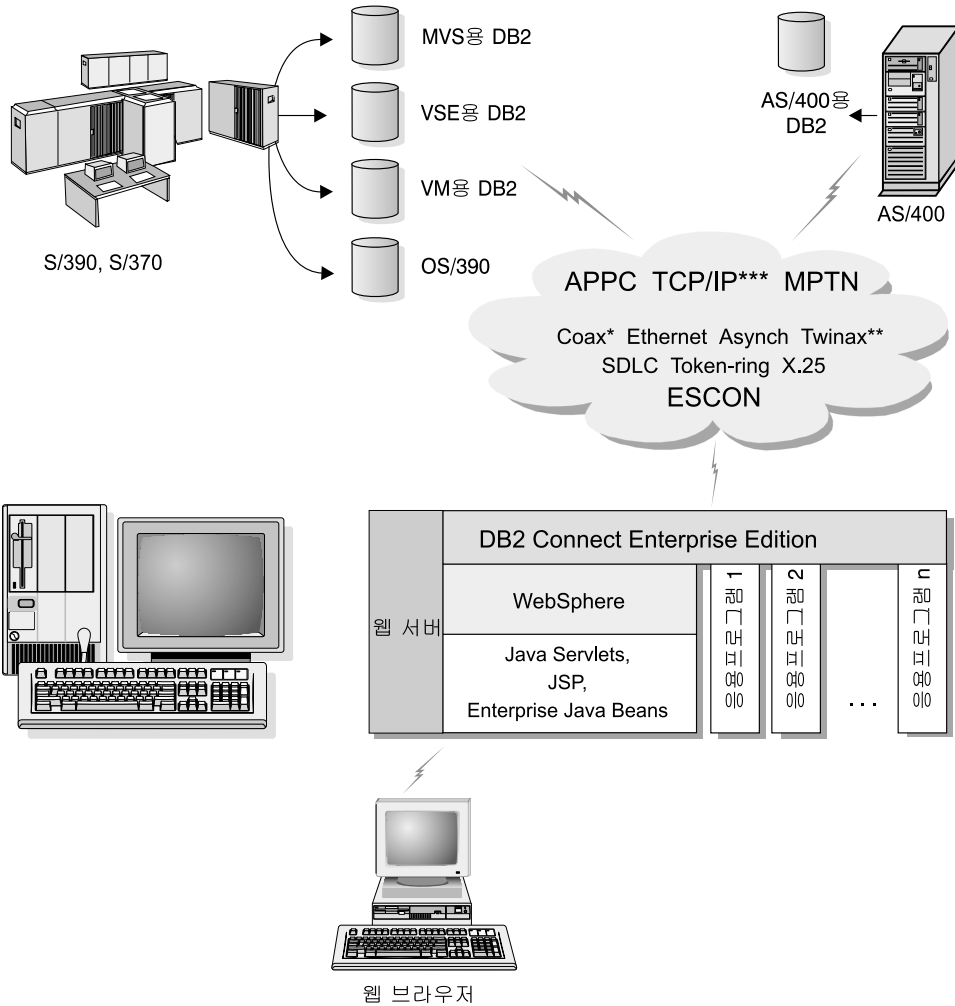 MVS용 DB2
VSE용 DB2
VM용 DB2
OS/390
S/390, S/370
AS/400용
DB2
AS/400
APPC TCP/IP*** MPTN
Coax* Ethernet Asynch Twinax**
SDLC Token-ring X.25
ESCON
DB2 Connect Enterprise Edition
웹 서버
WebSphere
Java Servlets,
JSP,
Enterprise Java Beans
응용프로그램 1
응용프로그램 2
...
응용프로그램 n
웹 브라우저